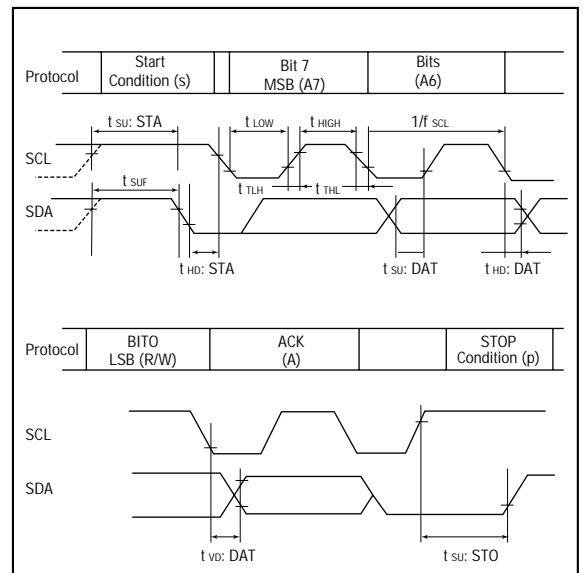 Protocol
Start
Condition (s)
Bit 7
MSB (A7)
Bits
(A6)
t SU: STA
t LOW
t HIGH
1/f SCL
SCL
t SUF
t TLH
t THL
SDA
t HD: STA
t SU: DAT
t HD: DAT
Protocol
BITO
LSB (R/W)
ACK
(A)
STOP
Condition (p)
SCL
SDA
t VD: DAT
t SU: STO